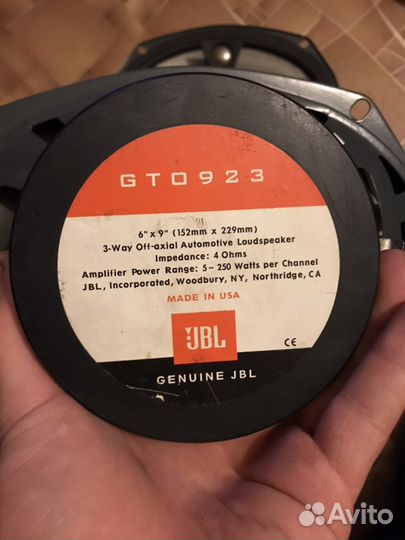 GTO923
6" x 9" (152mm x 229mm)
3-Way Off-axial Automotive Loudspeaker
Impedance: 4 Ohms
Amplifier Power Range: 5 - 250 Watts per Channel
JBL, Incorporated, Woodbury, NY, Northridge, CA
MADE IN USA
JBL
CE
GENUINE JBL
Avito